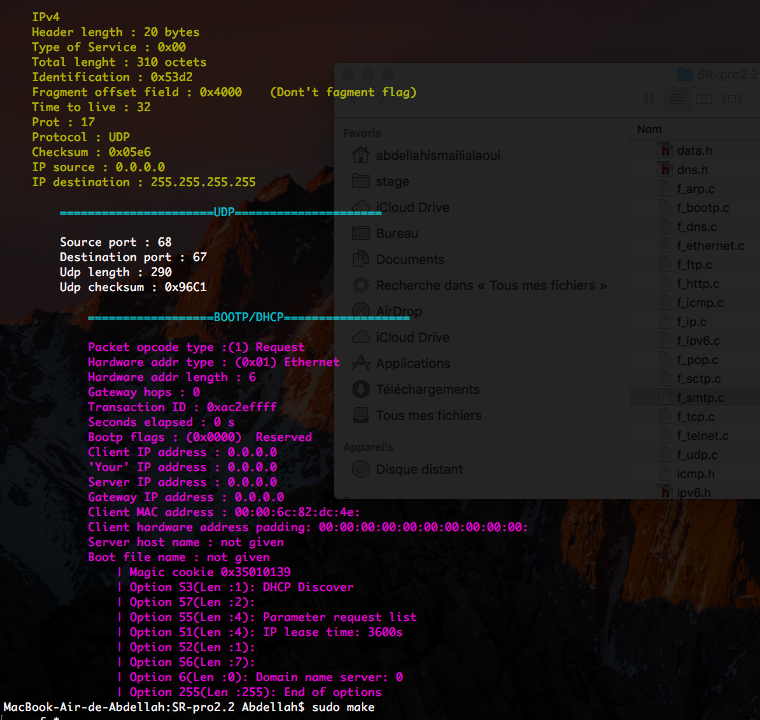 IPv4
Header length : 20 bytes
Type of Service : 0x00
Total lenght : 310 octets
Identification : 0x53d2
Fragment offset field : 0x4000    (Don't fagment flag)
Time to live : 32
Prot : 17
Protocol : UDP
Checksum : 0x05e6
IP source : 0.0.0.0
IP destination : 255.255.255.255
======================UDP=====================
Source port : 68
Destination port : 67
Udp length : 290
Udp checksum : 0x96C1
==================BOOTP/DHCP==================
Packet opcode type :(1) Request
Hardware addr type : (0x01) Ethernet
Hardware addr length : 6
Gateway hops : 0
Transaction ID : 0xac2effff
Seconds elapsed : 0 s
Bootp flags : (0x0000)  Reserved
Client IP address : 0.0.0.0
'Your' IP address : 0.0.0.0
Server IP address : 0.0.0.0
Gateway IP address : 0.0.0.0
Client MAC address : 00:00:6c:82:dc:4e:
Client hardware address padding: 00:00:00:00:00:00:00:00:00:00:
Server host name : not given
Boot file name : not given
| Magic cookie 0x35010139
| Option 53(Len :1): DHCP Discover
| Option 57(Len :2):
| Option 55(Len :4): Parameter request list
| Option 51(Len :4): IP lease time: 3600s
| Option 52(Len :1):
| Option 56(Len :7):
| Option 6(Len :0): Domain name server: 0
| Option 255(Len :255): End of options
MacBook-Air-de-Abdellah:SR-pro2.2 Abdellah$ sudo make
SR-pro2.2
Favoris
abdellahismailialaoui
stage
iCloud Drive
Bureau
Documents
Recherche dans « Tous mes fichiers »
AirDrop
iCloud Drive
Applications
Téléchargements
Tous mes fichiers
Appareils
Disque distant
Nom
data.h
dns.h
f_arp.c
f_bootp.c
f_dns.c
f_ethernet.c
f_ftp.c
f_http.c
f_icmp.c
f_ip.c
f_ipv6.c
f_pop.c
f_sctp.c
f_smtp.c
f_tcp.c
f_telnet.c
f_udp.c
icmp.h
ipv6.h